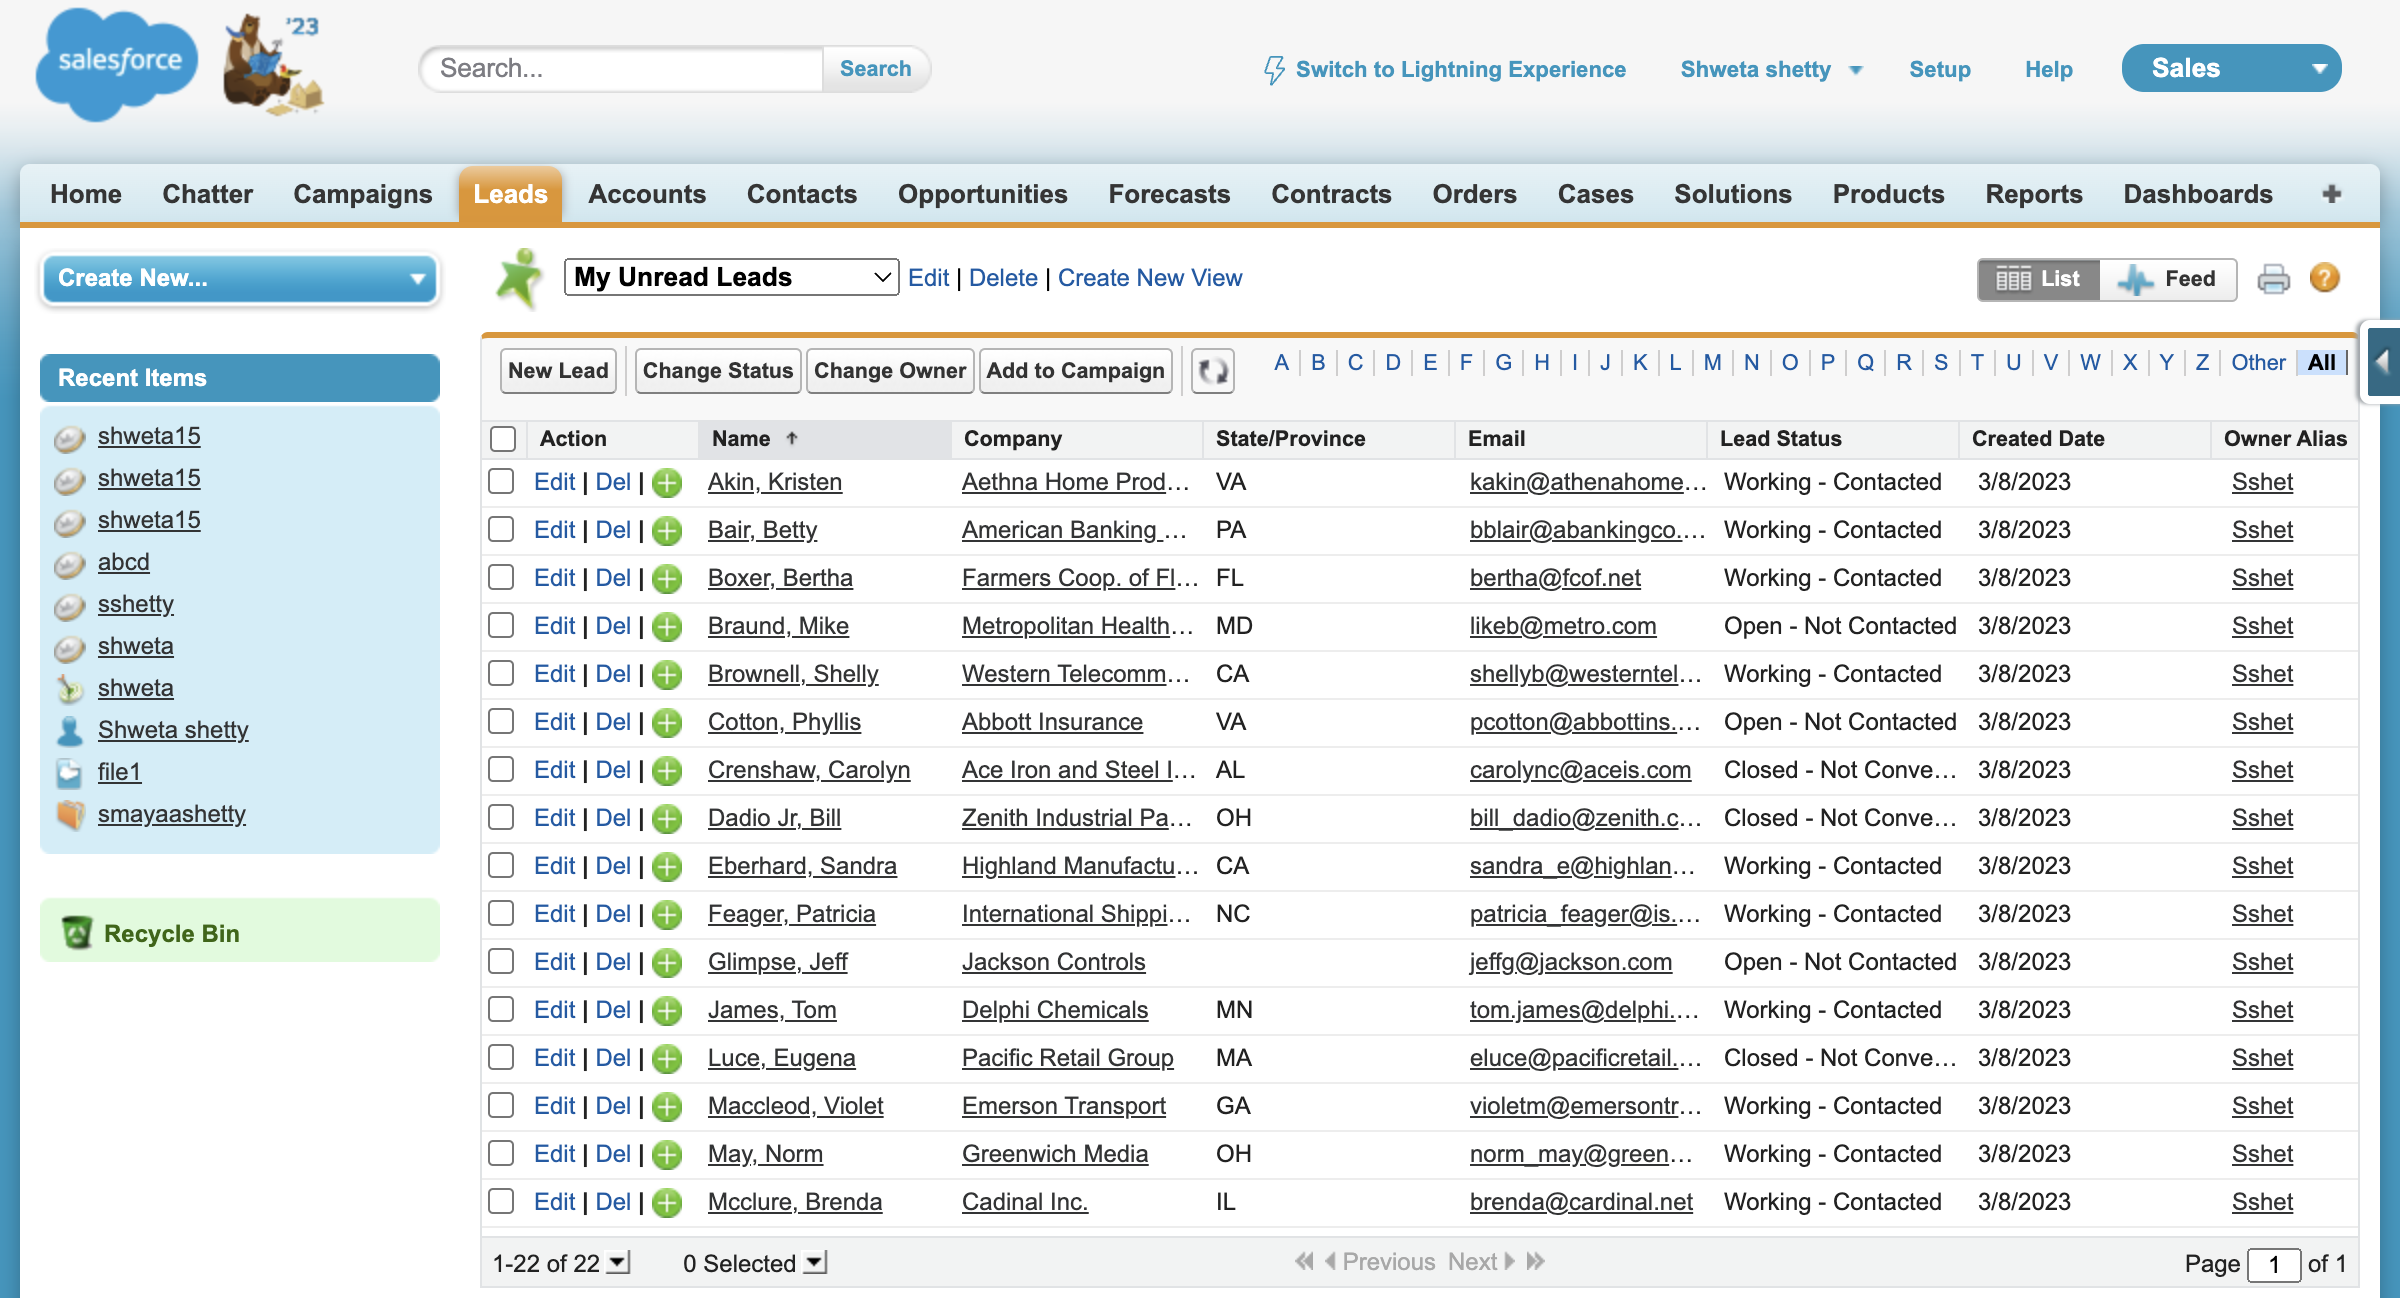 salesforce
'23
Search...
Search
Switch to Lightning Experience
Shweta shetty
Setup
Help
Sales
Home Chatter Campaigns Leads Accounts Contacts Opportunities Forecasts Contracts Orders Cases Solutions Products Reports Dashboards +
Create New...
Recent Items
shweta15
shweta15
shweta15
abcd
sshetty
shweta
shweta
Shweta shetty
file1
smayaashetty
Recycle Bin
My Unread Leads Edit | Delete | Create New View
List Feed ?
New Lead Change Status Change Owner Add to Campaign
A B C D E F G H I J K L M N O P Q R S T U V W X Y Z Other All
Action Name Company State/Province Email Lead Status Created Date Owner Alias
Edit | Del | Akin, Kristen Aethna Home Prod... VA kakin@athenahome... Working - Contacted 3/8/2023 Sshet
Edit | Del | Bair, Betty American Banking ... PA bblair@abankingco.... Working - Contacted 3/8/2023 Sshet
Edit | Del | Boxer, Bertha Farmers Coop. of Fl... FL bertha@fcof.net Working - Contacted 3/8/2023 Sshet
Edit | Del | Braund, Mike Metropolitan Health... MD likeb@metro.com Open - Not Contacted 3/8/2023 Sshet
Edit | Del | Brownell, Shelly Western Telecomm... CA shellyb@westerntel... Working - Contacted 3/8/2023 Sshet
Edit | Del | Cotton, Phyllis Abbott Insurance VA pcotton@abbottins.... Open - Not Contacted 3/8/2023 Sshet
Edit | Del | Crenshaw, Carolyn Ace Iron and Steel I... AL carolync@aceis.com Closed - Not Conve... 3/8/2023 Sshet
Edit | Del | Dadio Jr, Bill Zenith Industrial Pa... OH bill_dadio@zenith.c... Closed - Not Conve... 3/8/2023 Sshet
Edit | Del | Eberhard, Sandra Highland Manufactu... CA sandra_e@highlan... Working - Contacted 3/8/2023 Sshet
Edit | Del | Feager, Patricia International Shippi... NC patricia_feager@is.... Working - Contacted 3/8/2023 Sshet
Edit | Del | Glimpse, Jeff Jackson Controls jeffg@jackson.com Open - Not Contacted 3/8/2023 Sshet
Edit | Del | James, Tom Delphi Chemicals MN tom.james@delphi.... Working - Contacted 3/8/2023 Sshet
Edit | Del | Luce, Eugena Pacific Retail Group MA eluce@pacificretail.... Closed - Not Conve... 3/8/2023 Sshet
Edit | Del | Maccleod, Violet Emerson Transport GA violetm@emersontr... Working - Contacted 3/8/2023 Sshet
Edit | Del | May, Norm Greenwich Media OH norm_may@green... Working - Contacted 3/8/2023 Sshet
Edit | Del | Mcclure, Brenda Cadinal Inc. IL brenda@cardinal.net Working - Contacted 3/8/2023 Sshet
1-22 of 22 0 Selected Previous Next Page 1 of 1